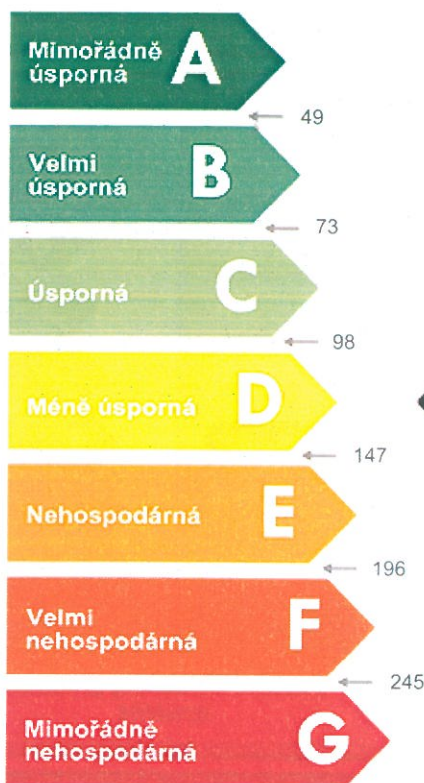 Mimořádně
úsporná
A
49
Velmi
úsporná
B
73
Úsporná
C
98
Méně úsporná
D
147
Nehospodárná
E
196
Velmi
nehospodárná
F
245
Mimořádně
nehospodárná
G